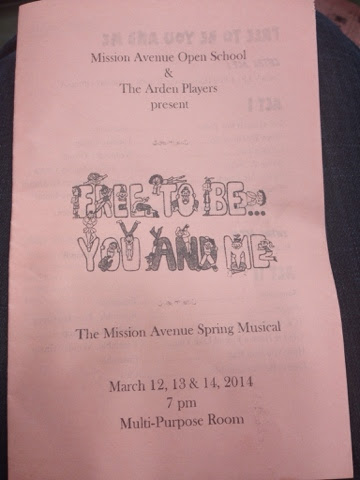 Mission Avenue Open School
&
The Arden Players
present
FREE TO BE...
YOU AND ME
The Mission Avenue Spring Musical
March 12, 13 & 14, 2014
7 pm
Multi-Purpose Room